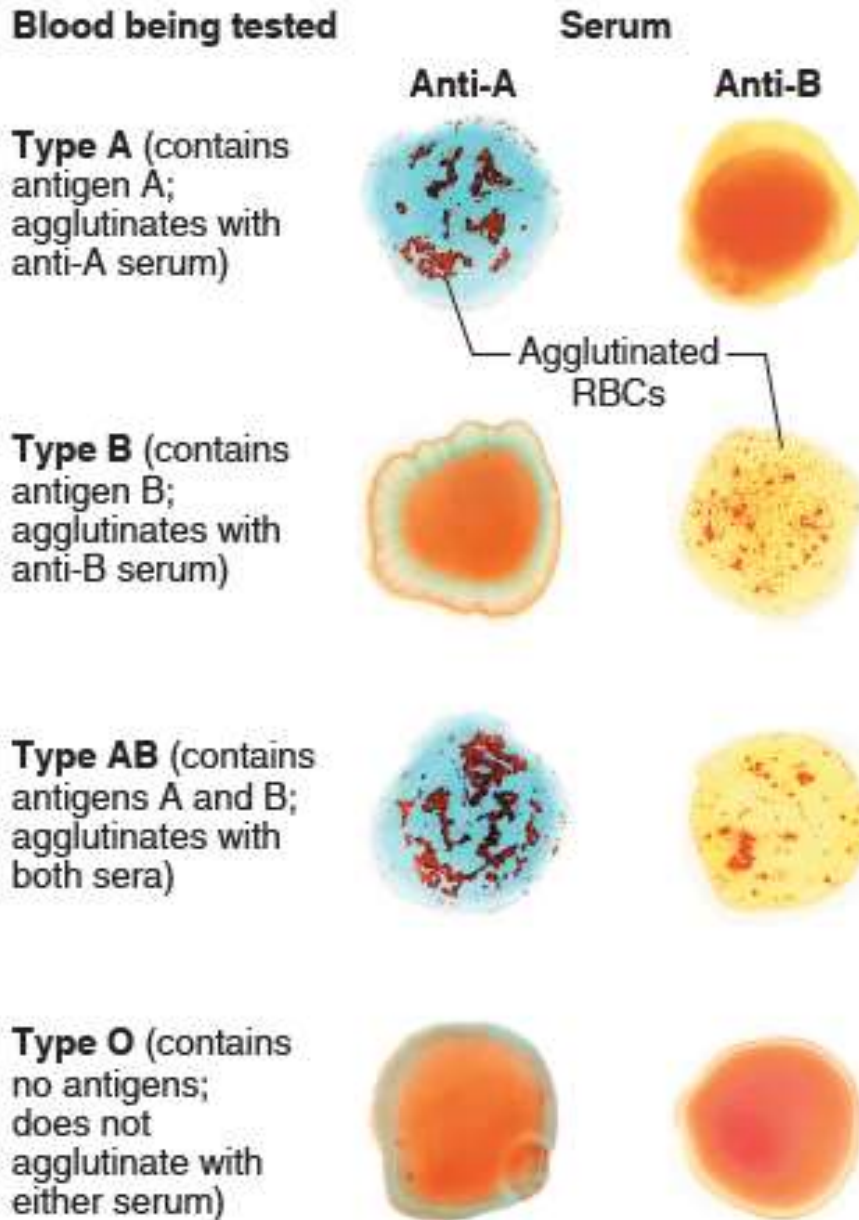 Blood being tested
Serum
Anti-A
Anti-B
Type A (contains
antigen A;
agglutinates with
anti-A serum)
Agglutinated
RBCs
Type B (contains
antigen B;
agglutinates with
anti-B serum)
Type AB (contains
antigens A and B;
agglutinates with
both sera)
Type O (contains
no antigens;
does not
agglutinate with
either serum)